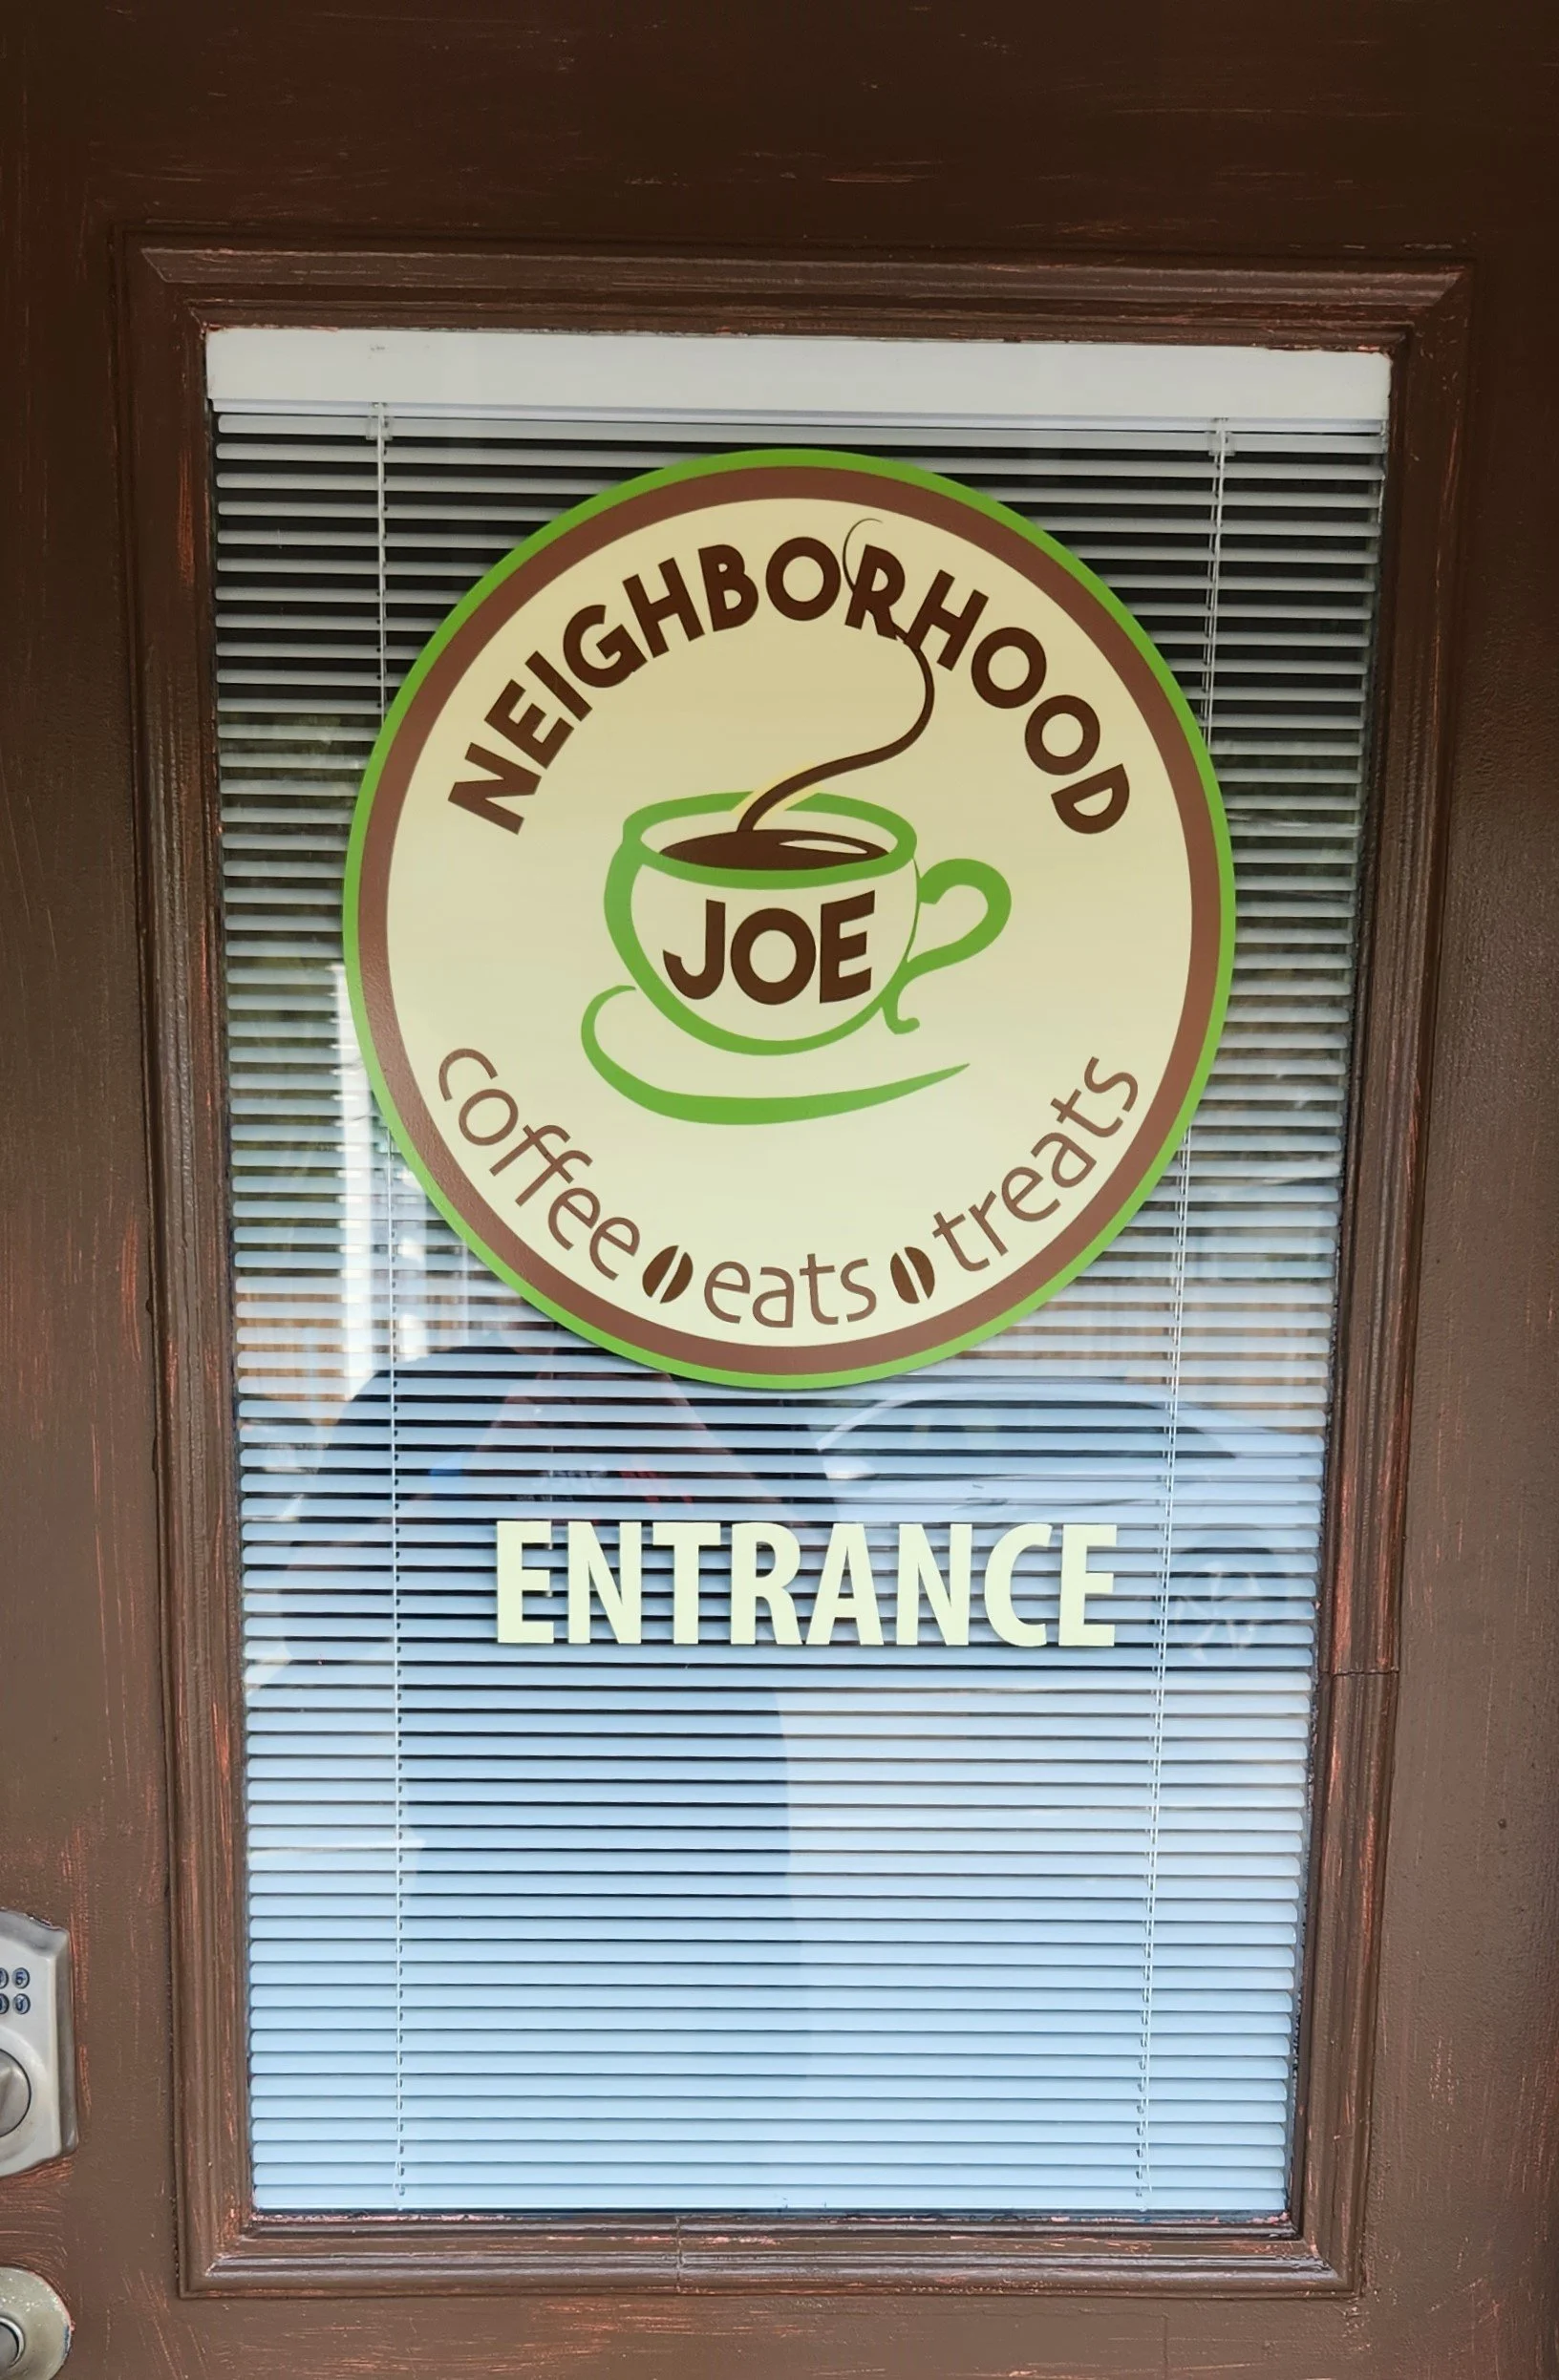 NEIGHBORHOOD
JOE
coffee eats treats
ENTRANCE